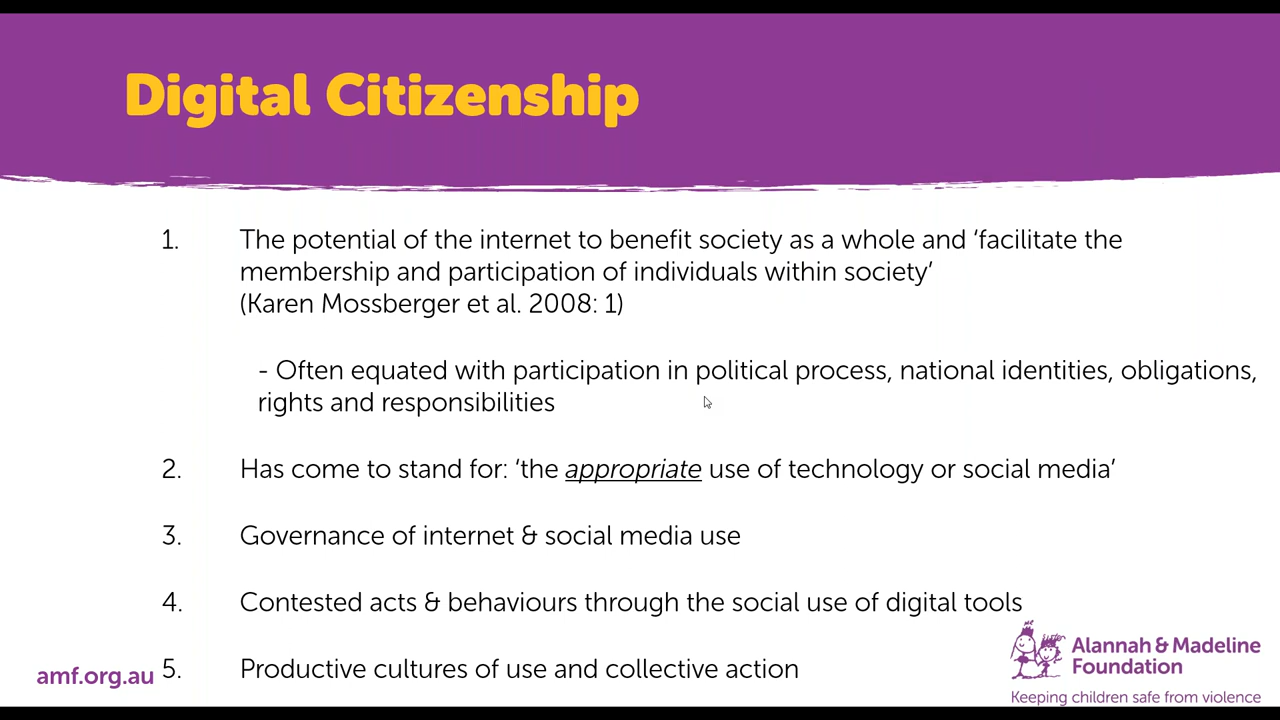 Digital Citizenship
1. The potential of the internet to benefit society as a whole and ‘facilitate the
membership and participation of individuals within society’
(Karen Mossberger et al. 2008: 1)
- Often equated with participation in political process, national identities, obligations,
rights and responsibilities
2. Has come to stand for: ‘the appropriate use of technology or social media’
3. Governance of internet & social media use
4. Contested acts & behaviours through the social use of digital tools
5. Productive cultures of use and collective action
amf.org.au
Alannah & Madeline
Foundation
Keeping children safe from violence